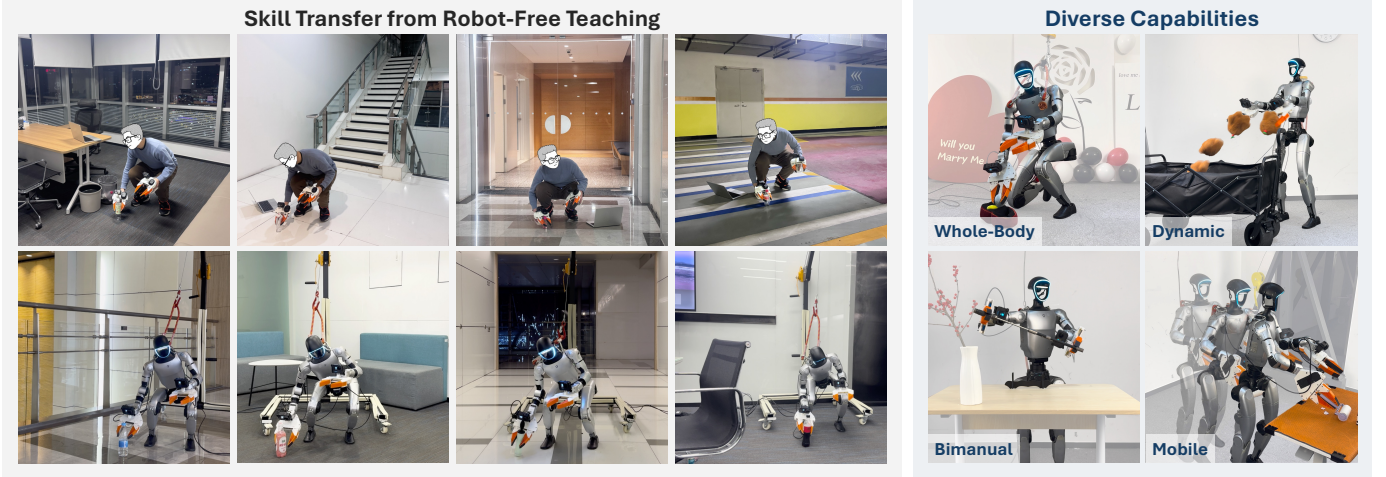 Skill Transfer from Robot-Free Teaching
Diverse Capabilities
Will you
Marry Me
L
Whole-Body
Dynamic
Bimanual
Mobile